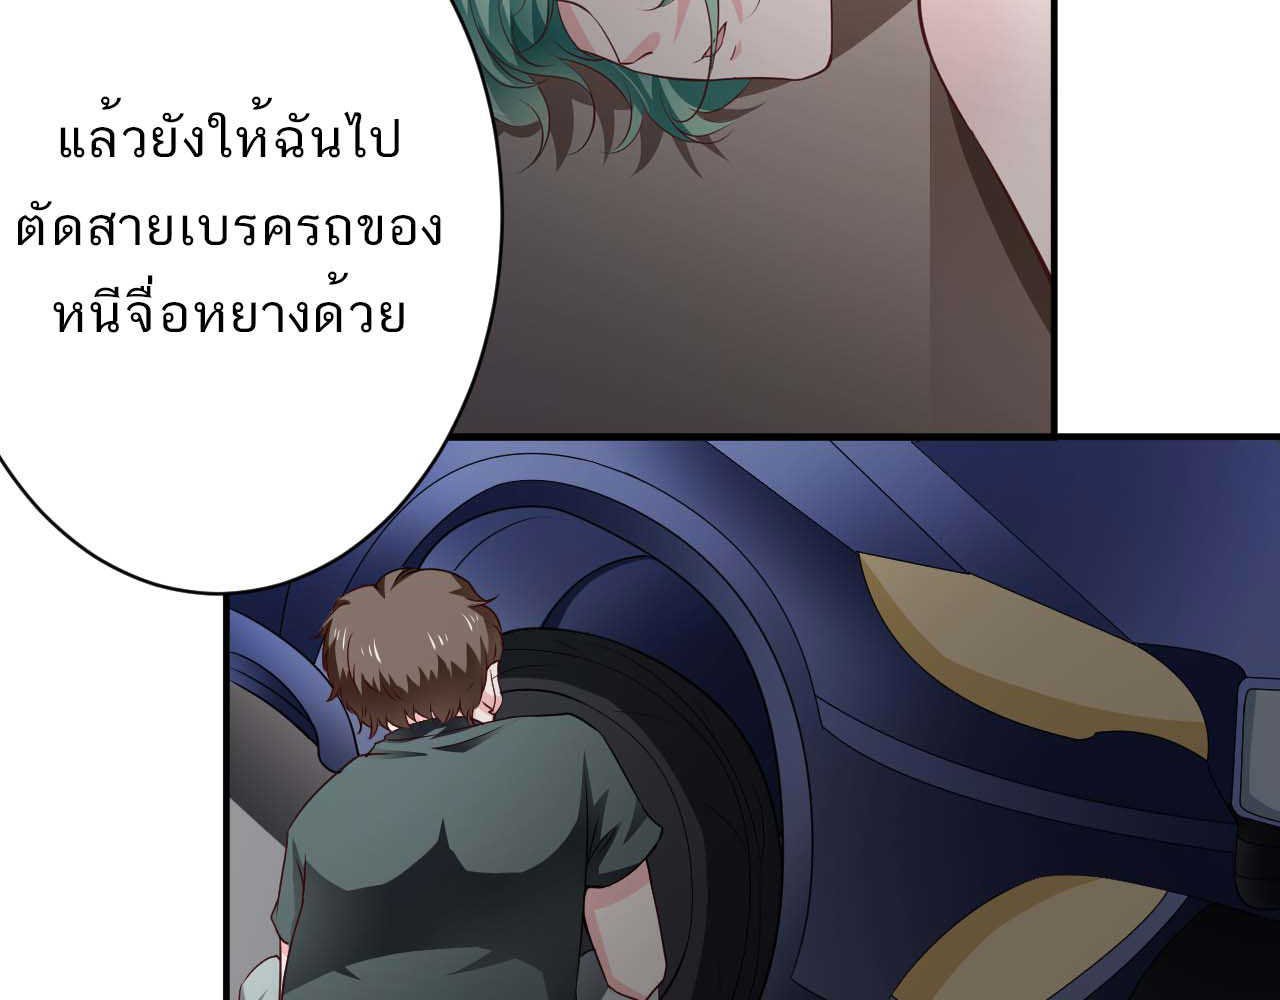 แล้วยังให้ฉันไป
ตัดสายเบรครถของ
หนีจื่อหยางด้วย